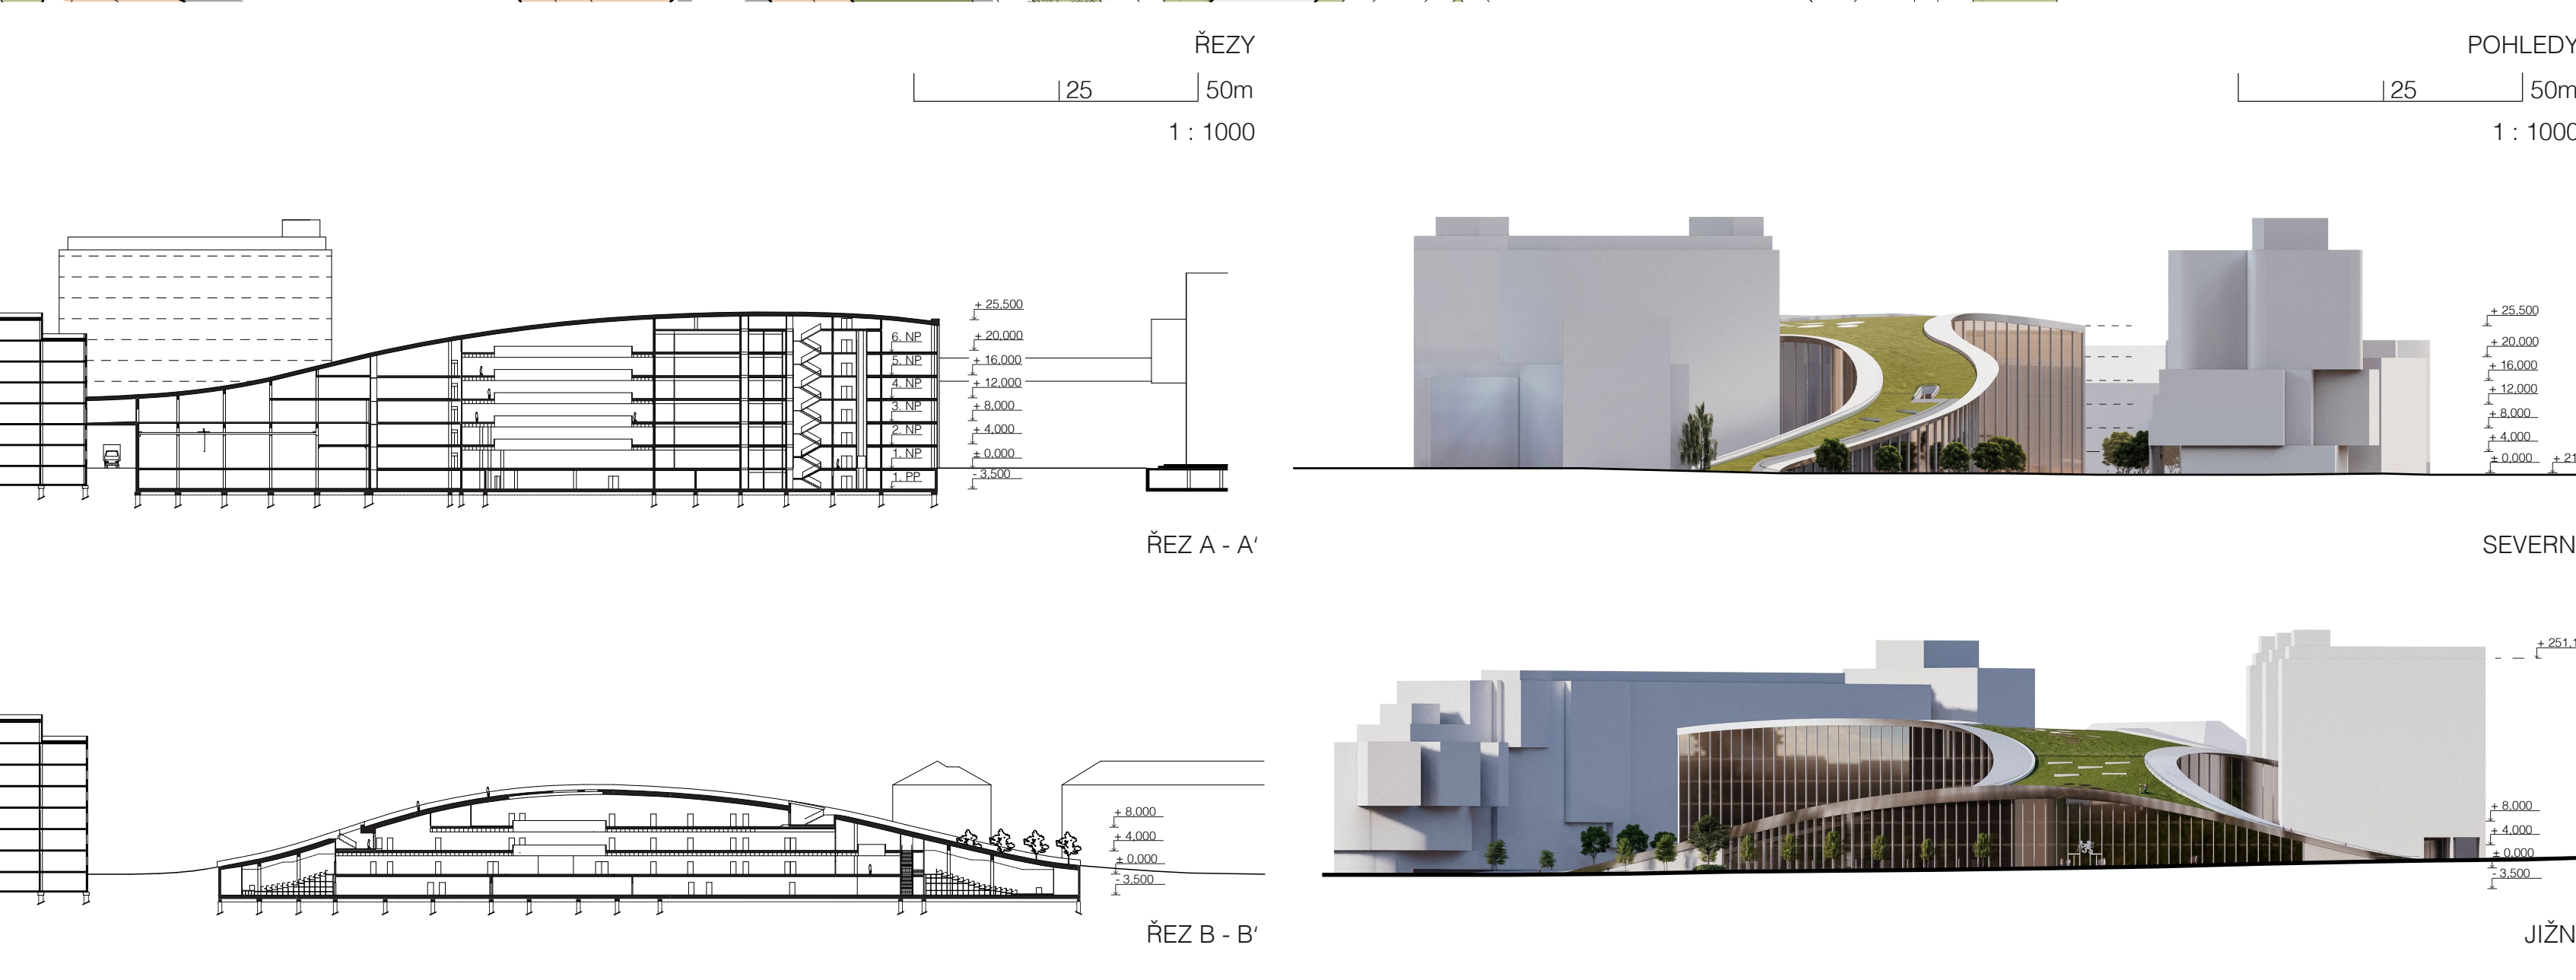 ŘEZY
25
50m
1 : 1000
6. NP
5. NP
4. NP
3. NP
2. NP
1. NP
1. PP
+ 25,500
+ 20,000
+ 16,000
+ 12,000
+ 8,000
+ 4,000
± 0,000
- 3,500
ŘEZ A - A'
+ 8,000
+ 4,000
± 0,000
- 3,500
ŘEZ B - B'
POHLEDY
25
50m
1 : 1000
+ 25,500
+ 20,000
+ 16,000
+ 12,000
+ 8,000
+ 4,000
± 0,000
+ 21
SEVERN
+ 251,1
+ 8,000
+ 4,000
± 0,000
- 3,500
JIŽN